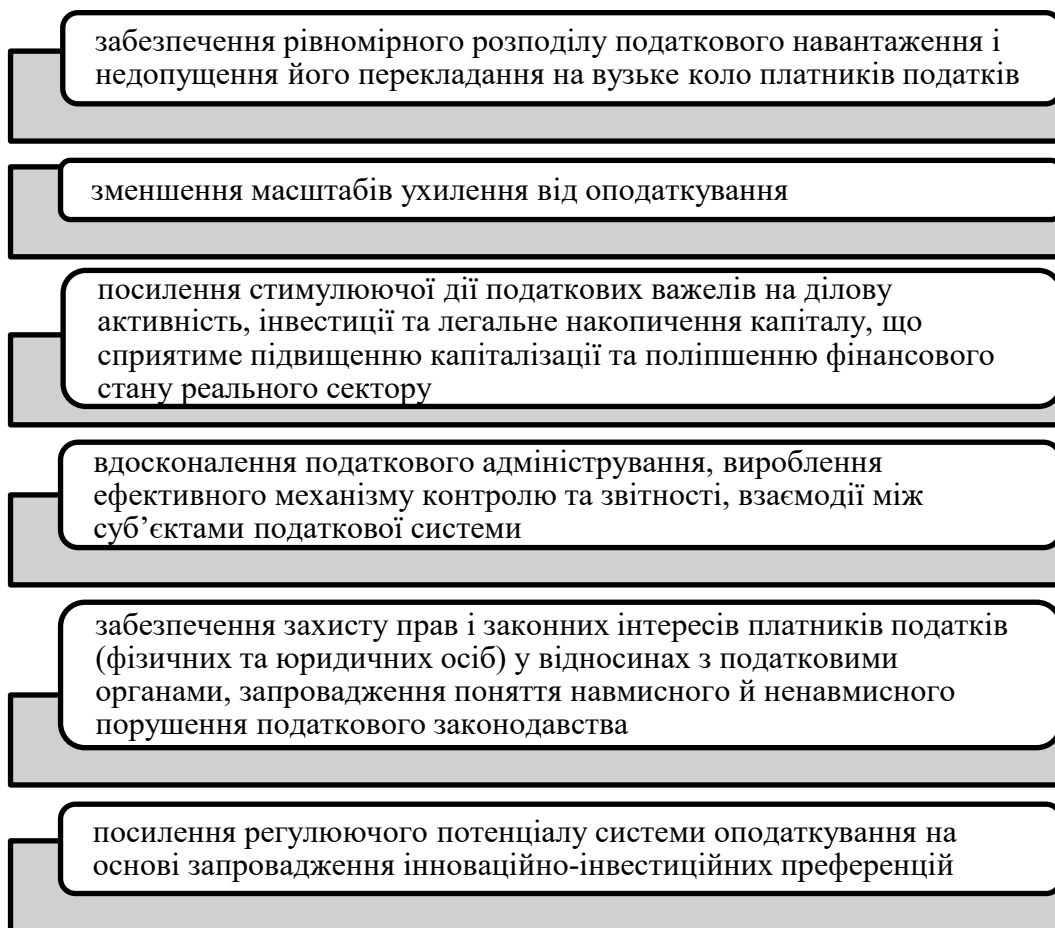 забезпечення рівномірного розподілу податкового навантаження і
недопущення його перекладання на вузьке коло платників податків
зменшення масштабів ухилення від оподаткування
посилення стимулюючої дії податкових важелів на ділову
активність, інвестиції та легальне накопичення капіталу, що
сприятиме підвищенню капіталізації та поліпшенню фінансового
стану реального сектору
вдосконалення податкового адміністрування, вироблення
ефективного механізму контролю та звітності, взаємодії між
суб’єктами податкової системи
забезпечення захисту прав і законних інтересів платників податків
(фізичних та юридичних осіб) у відносинах з податковими
органами, запровадження поняття навмисного й ненавмисного
порушення податкового законодавства
посилення регулюючого потенціалу системи оподаткування на
основі запровадження інноваційно-інвестиційних преференцій